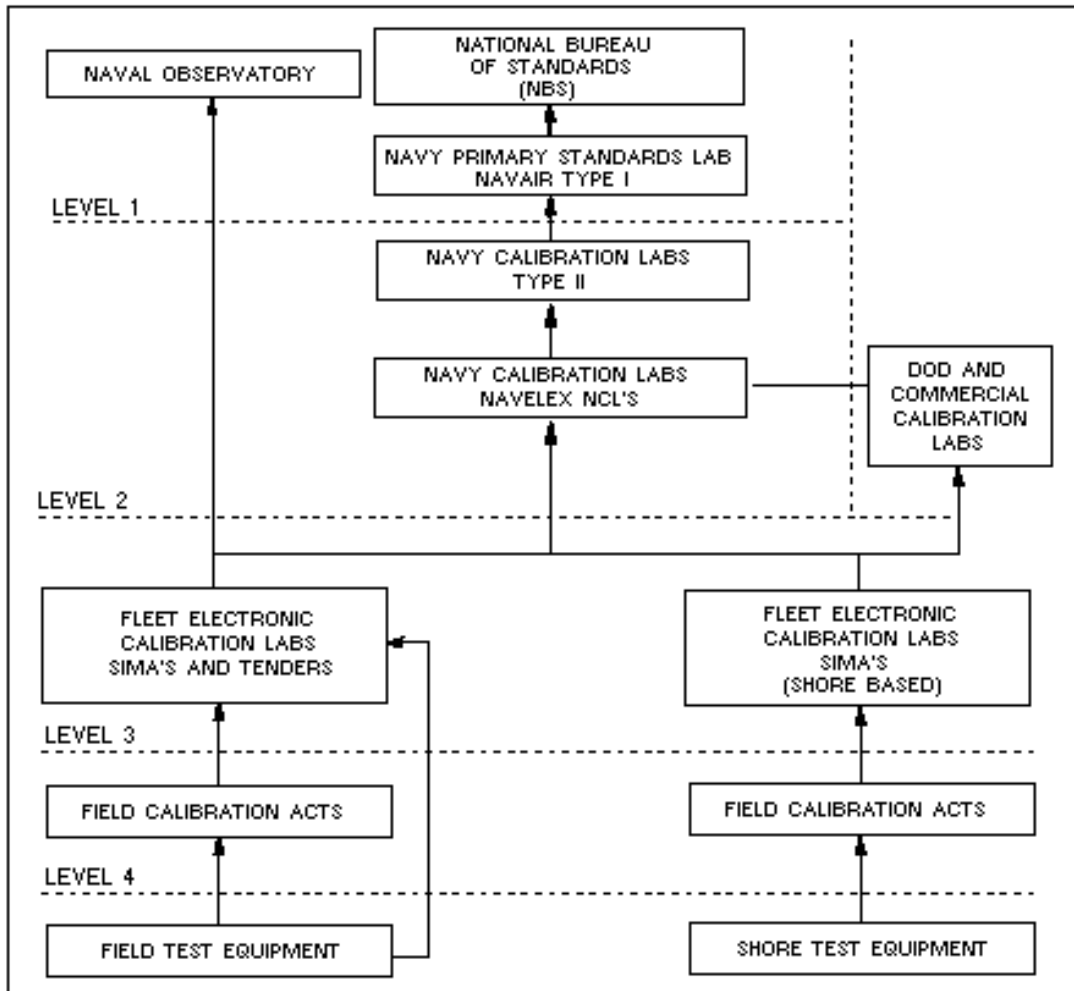 NAVAL OBSERVATORY
NATIONAL BUREAU
OF STANDARDS
(NBS)
NAVY PRIMARY STANDARDS LAB
NAVAIR TYPE I
LEVEL 1
NAVY CALIBRATION LABS
TYPE II
NAVY CALIBRATION LABS
NAVELEX NCL'S
DOD AND
COMMERCIAL
CALIBRATION
LABS
LEVEL 2
FLEET ELECTRONIC
CALIBRATION LABS
SIMA'S AND TENDERS
FLEET ELECTRONIC
CALIBRATION LABS
SIMA'S
(SHORE BASED)
LEVEL 3
FIELD CALIBRATION ACTS
FIELD CALIBRATION ACTS
LEVEL 4
FIELD TEST EQUIPMENT
SHORE TEST EQUIPMENT